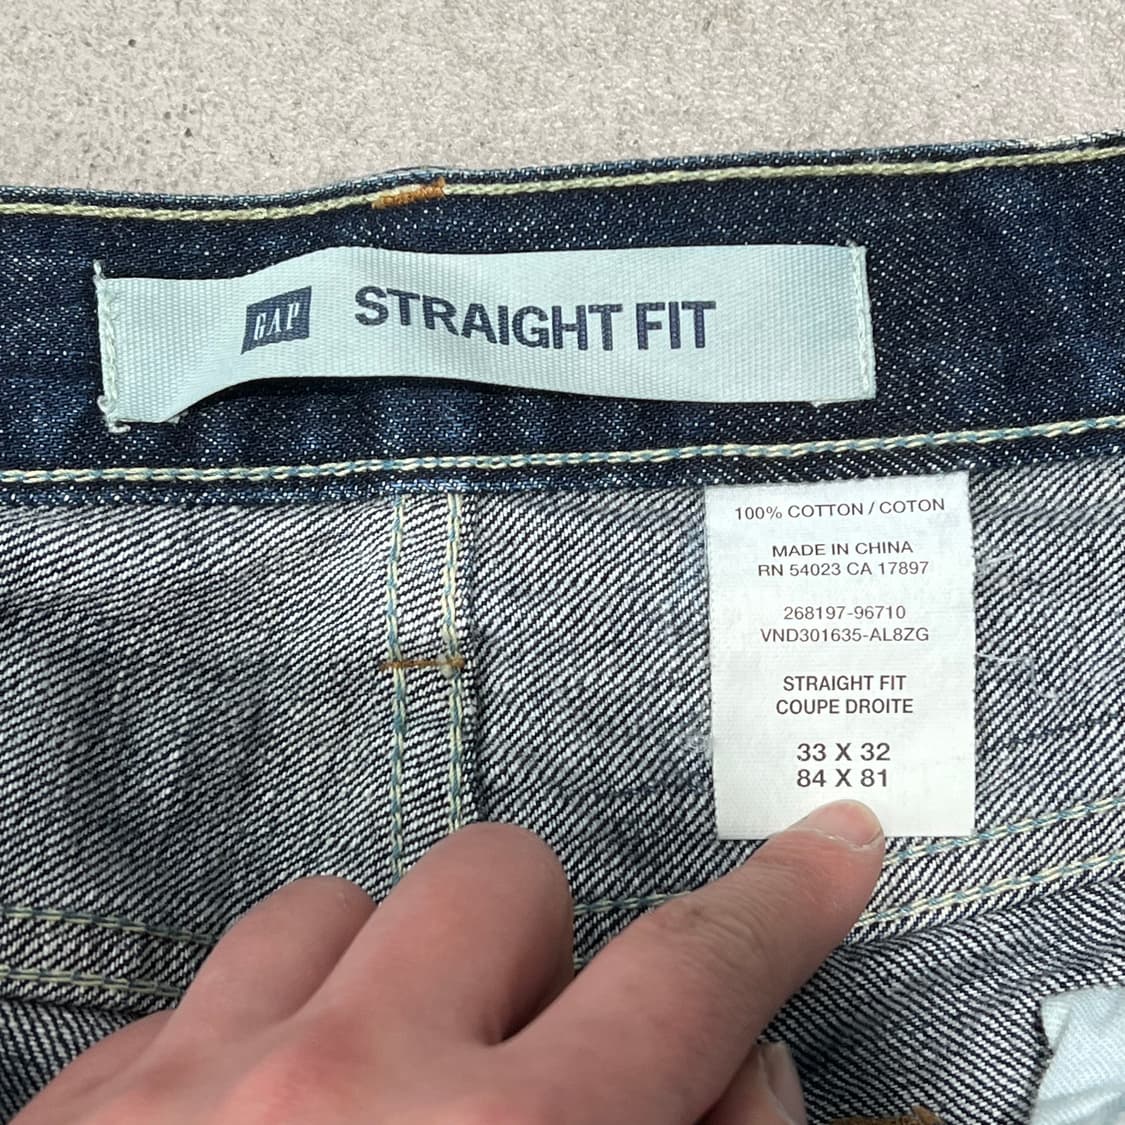 GAP STRAIGHT FIT
100% COTTON / COTON
MADE IN CHINA
RN 54023 CA 17897
268197-96710
VND301635-AL8ZG
STRAIGHT FIT
COUPE DROITE
33 X 32
84 X 81